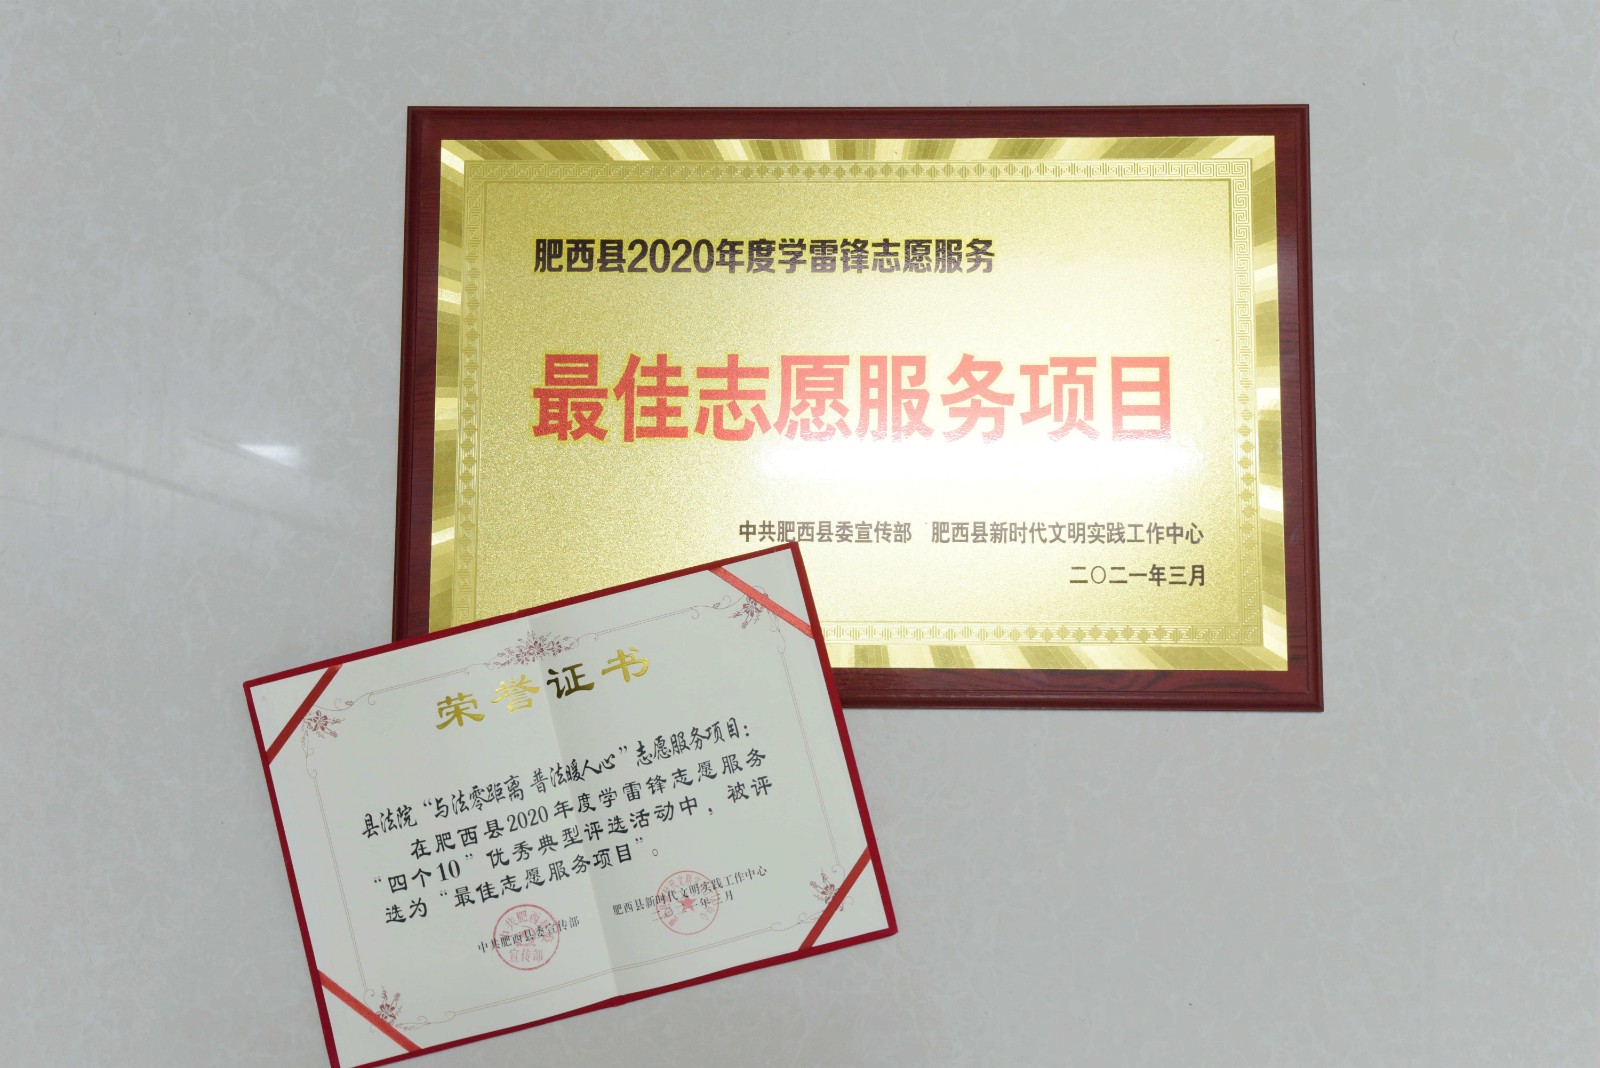 肥西县2020年度学雷锋志愿服务
最佳志愿服务项目
中共肥西县委宣传部 肥西县新时代文明实践工作中心
二〇二一年三月
荣誉证书
县法院“与法零距离 普法暖人心”志愿服务项目：
在肥西县2020年度学雷锋志愿服务
“四个10”优秀典型评选活动中，被评
选为“最佳志愿服务项目”。
中共肥西县委宣传部 肥西县新时代文明实践工作中心
年三月
宣传部